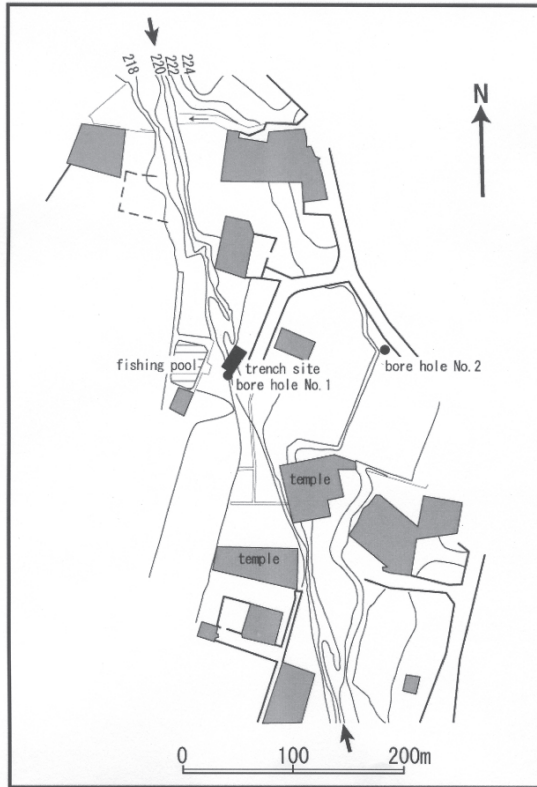 218
220
222
224
N
fishing pool
trench site
bore hole No.1
bore hole No.2
temple
temple
0 100 200m